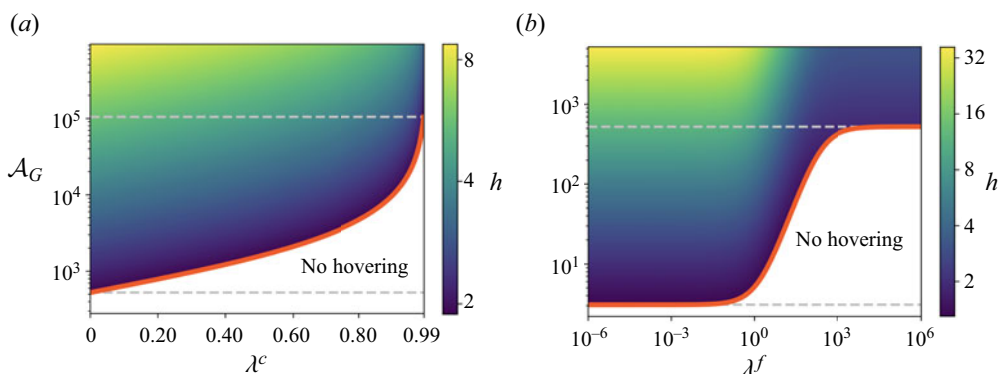 (a)
(b)
8
4
2
h
10^5
10^4
10^3
𝒜_G
No hovering
0
0.20
0.40
0.60
0.80
0.99
λ^c
32
16
8
4
2
h
10^3
10^2
10^1
No hovering
10^−6
10^−3
10^0
10^3
10^6
λ^f